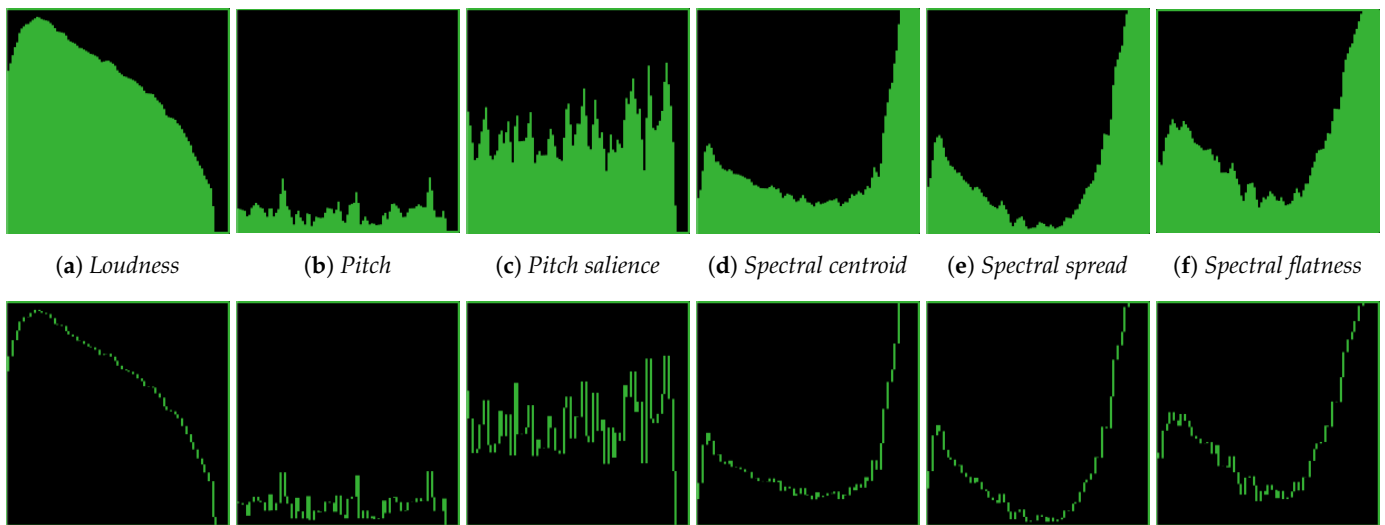 (a) Loudness
(b) Pitch
(c) Pitch salience
(d) Spectral centroid
(e) Spectral spread
(f) Spectral flatness